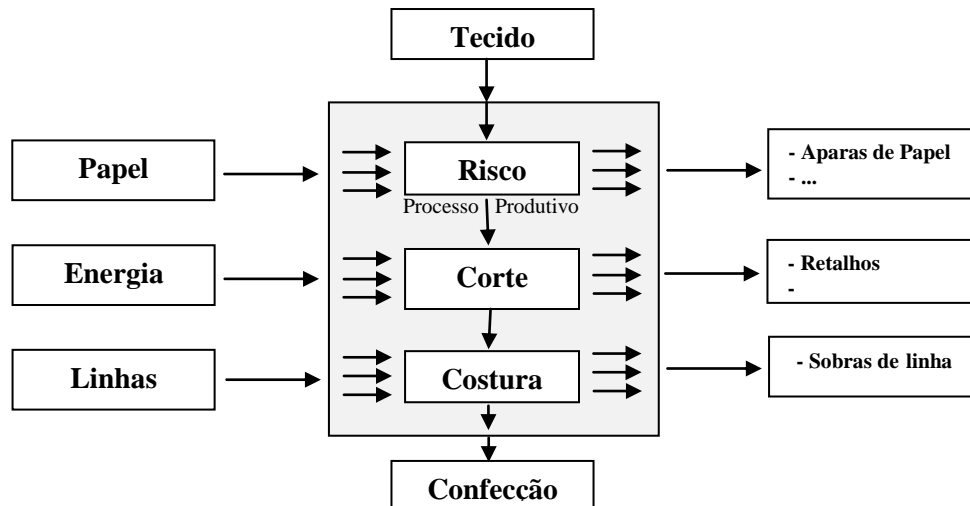 Tecido
Papel
Risco
- Aparas de Papel
- ...
Processo Produtivo
Energia
Corte
- Retalhos
-
Linhas
Costura
- Sobras de linha
Confecção